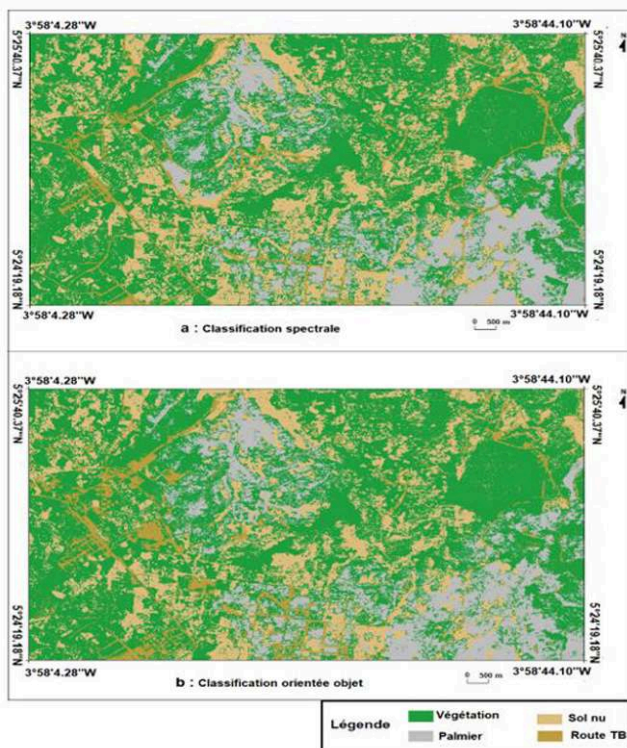 3°58'4.28''W
3°58'44.10''W
N
5°25'40.37''N
5°25'40.37''N
5°24'19.18''N
5°24'19.18''N
3°58'4.28''W
3°58'44.10''W
a : Classification spectrale
0 500 m
3°58'4.28''W
3°58'44.10''W
N
5°25'40.37''N
5°25'40.37''N
5°24'19.18''N
5°24'19.18''N
3°58'4.28''W
3°58'44.10''W
b : Classification orientée objet
0 500 m
Légende
Végétation
Sol nu
Palmier
Route TB